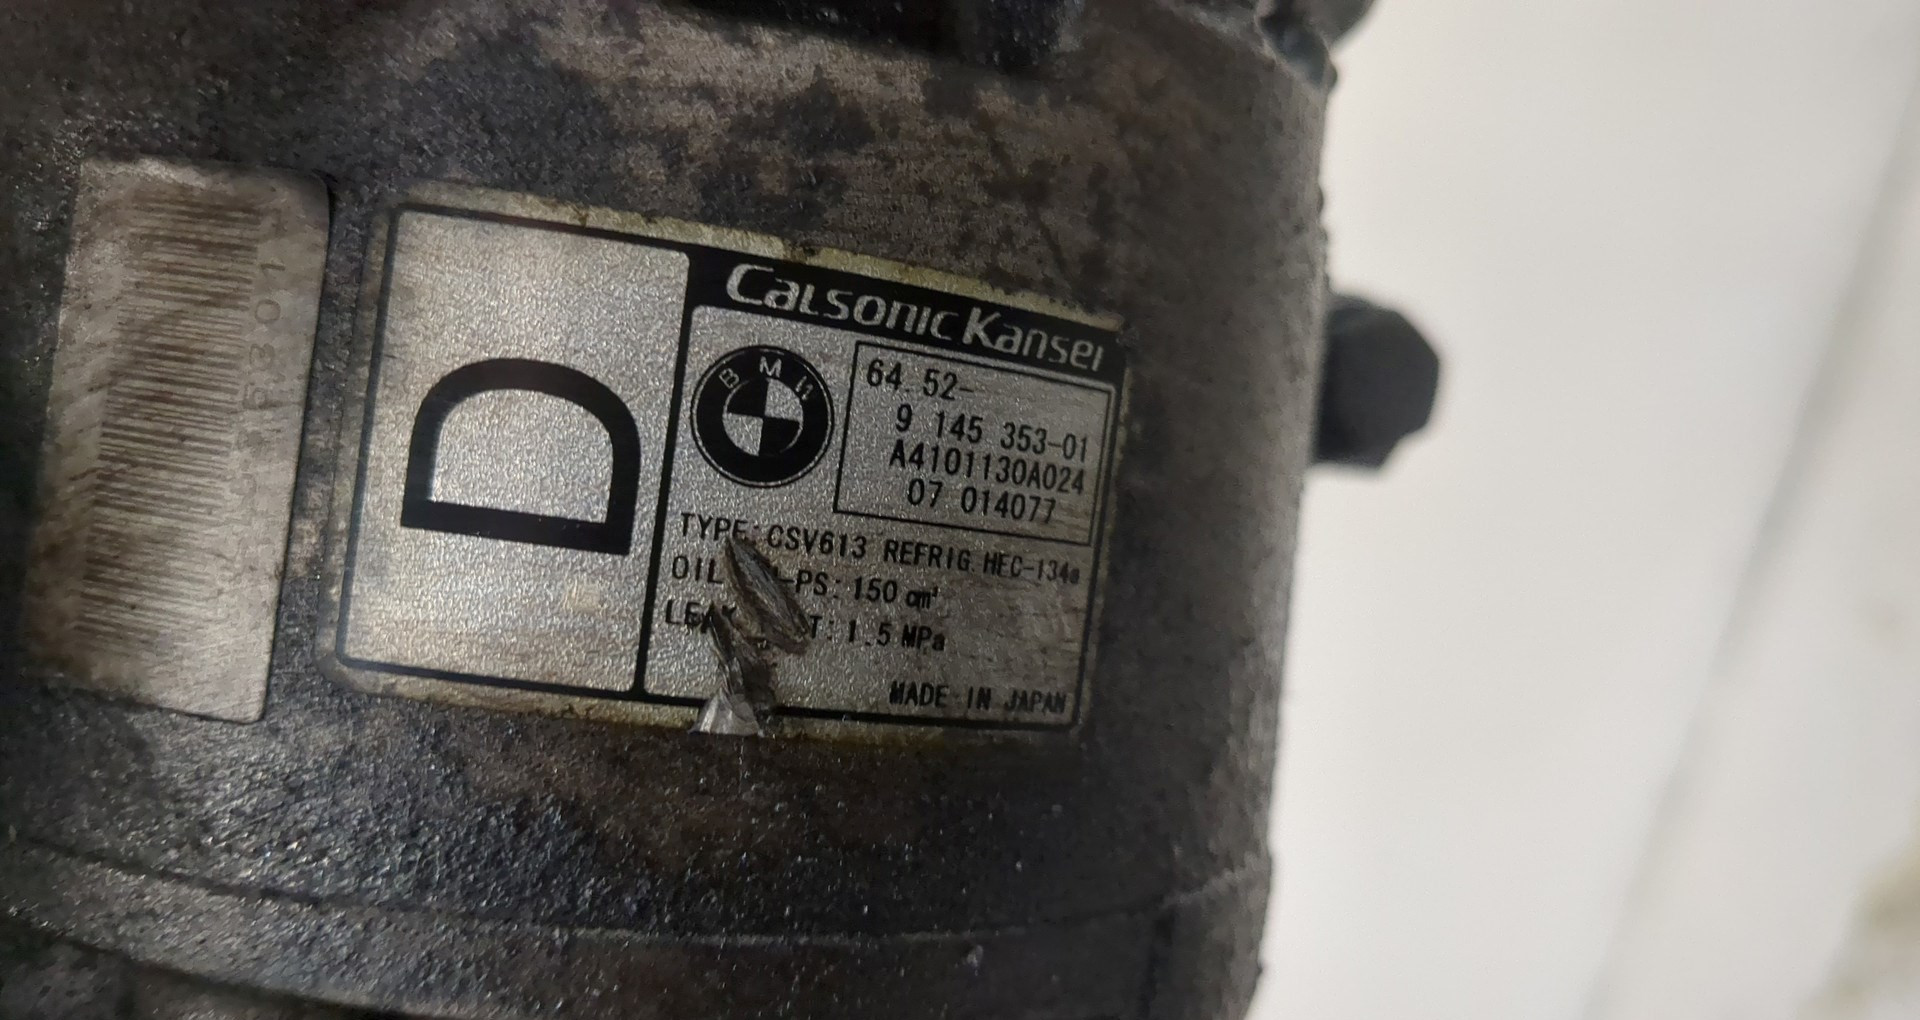 D
Calsonic Kansei
BMW
64.52-
9 145 353-01
A4101130A024
07 014077
TYPE: CSV613 REFRIG. HFC-134a
OIL -PS: 150 cm³
T: 1.5 MPa
MADE IN JAPAN